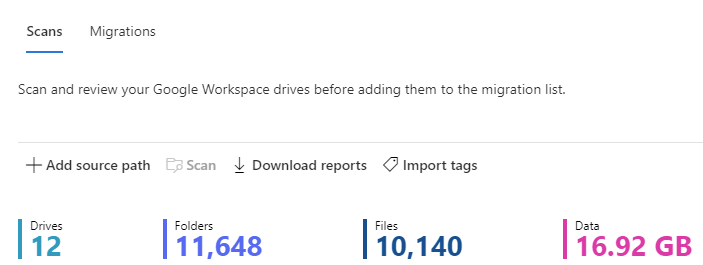 Scans Migrations
Scan and review your Google Workspace drives before adding them to the migration list.
Add source path Scan Download reports Import tags
Drives Folders Files Data
12 11,648 10,140 16.92 GB